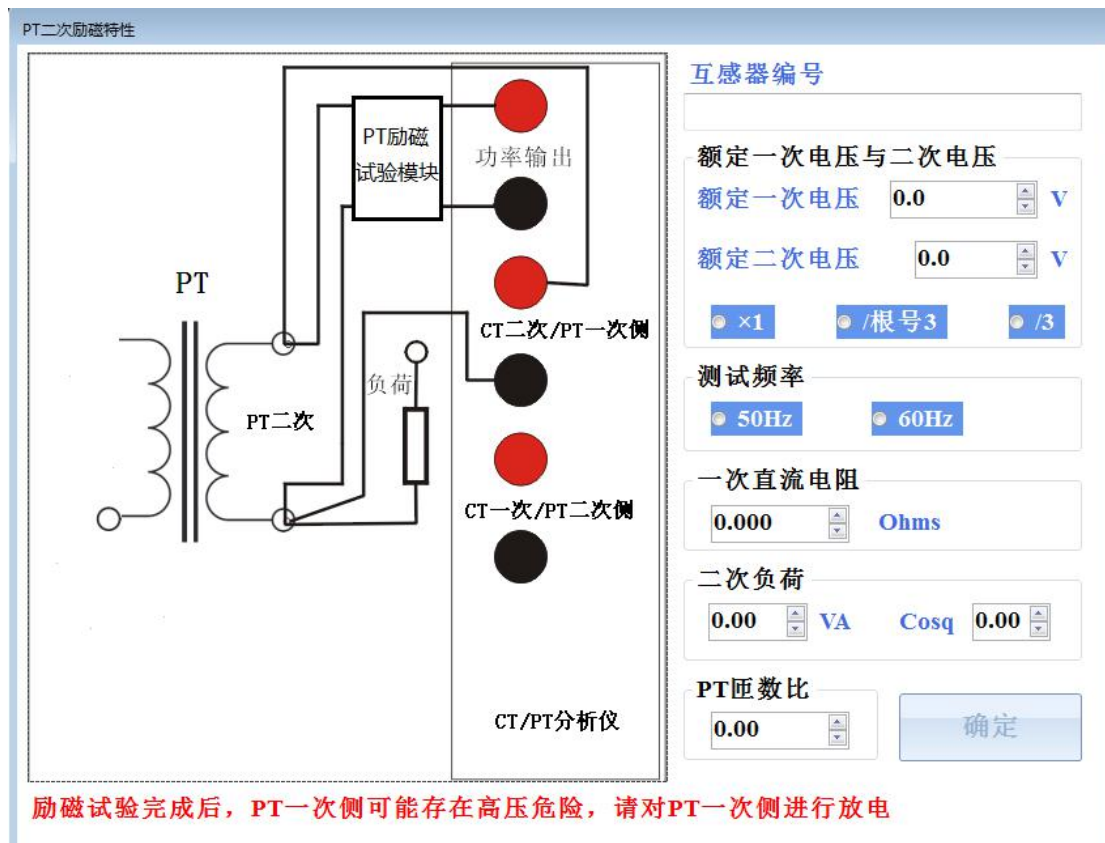 PT二次励磁特性
PT励磁
试验模块
功率输出
PT
CT二次/PT一次侧
负荷
PT二次
CT一次/PT二次侧
CT/PT分析仪
互感器编号
额定一次电压与二次电压
额定一次电压 0.0 V
额定二次电压 0.0 V
×1 /根号3 /3
测试频率
50Hz 60Hz
一次直流电阻
0.000 Ohms
二次负荷
0.00 VA Cosq 0.00
PT匝数比
0.00 确定
励磁试验完成后，PT一次侧可能存在高压危险，请对PT一次侧进行放电